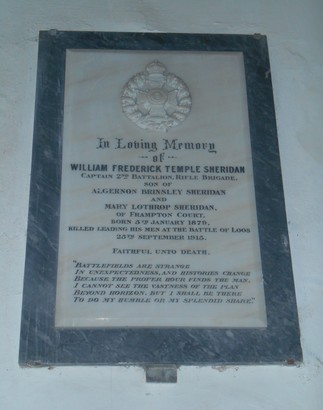 In Loving Memory
of
WILLIAM FREDERICK TEMPLE SHERIDAN
CAPTAIN 2ND BATTALION, RIFLE BRIGADE,
SON OF
ALGERNON BRINSLEY SHERIDAN
AND
MARY LOTHROP SHERIDAN,
OF FRAMPTON COURT,
BORN 5TH JANUARY 1879,
KILLED LEADING HIS MEN AT THE BATTLE OF LOOS
25TH SEPTEMBER 1915.
FAITHFUL UNTO DEATH.
"BATTLEFIELDS ARE STRANGE
IN UNEXPECTEDNESS, AND HISTORIES CHANGE
BECAUSE THE PROPER HOUR FINDS THE MAN.
I CANNOT SEE THE VASTNESS OF THE PLAN
BEYOND HORIZON, BUT I SHALL BE THERE
TO DO MY HUMBLE OR MY SPLENDID SHARE."